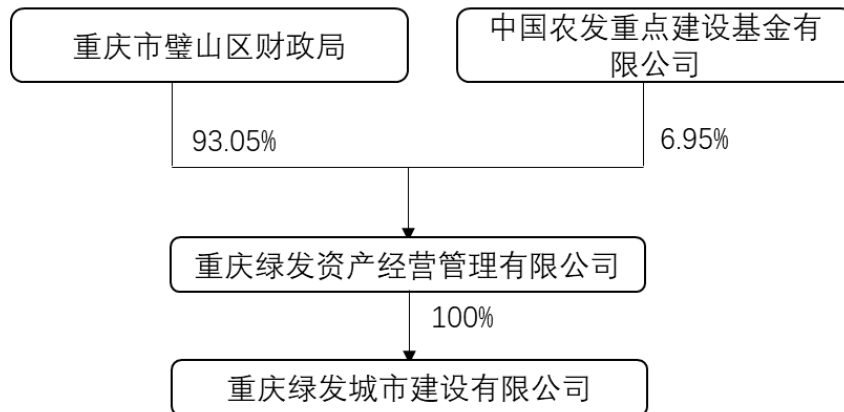 重庆市璧山区财政局
中国农发重点建设基金有
限公司
93.05%
6.95%
重庆绿发资产经营管理有限公司
100%
重庆绿发城市建设有限公司